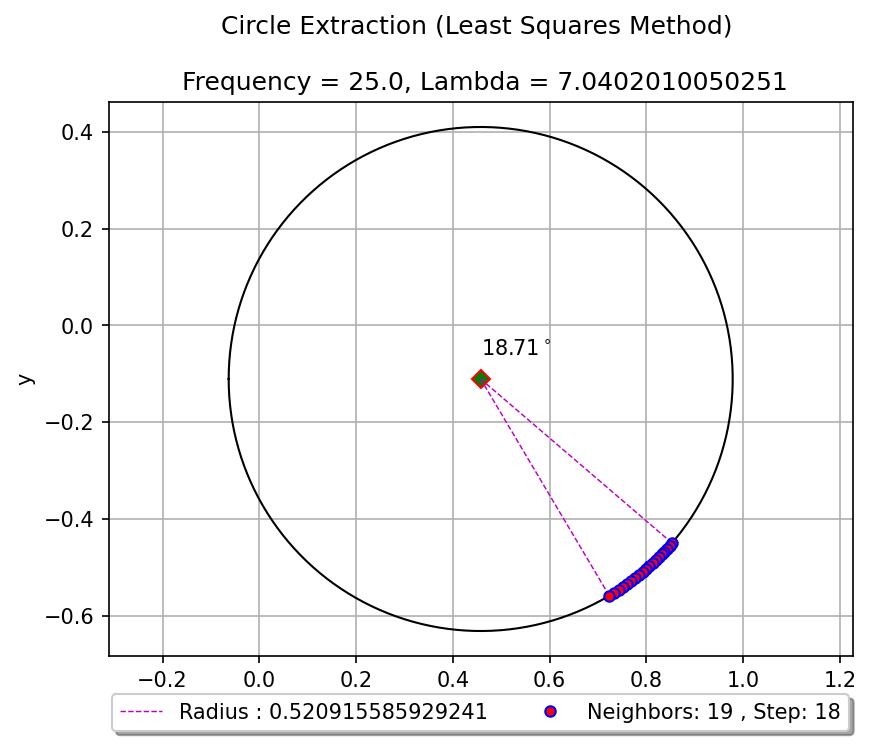 Circle Extraction (Least Squares Method)
Frequency = 25.0, Lambda = 7.0402010050251
0.4
0.2
0.0
18.71 °
y
−0.2
−0.4
−0.6
−0.2 0.0 0.2 0.4 0.6 0.8 1.0 1.2
Radius : 0.520915585929241 Neighbors: 19 , Step: 18